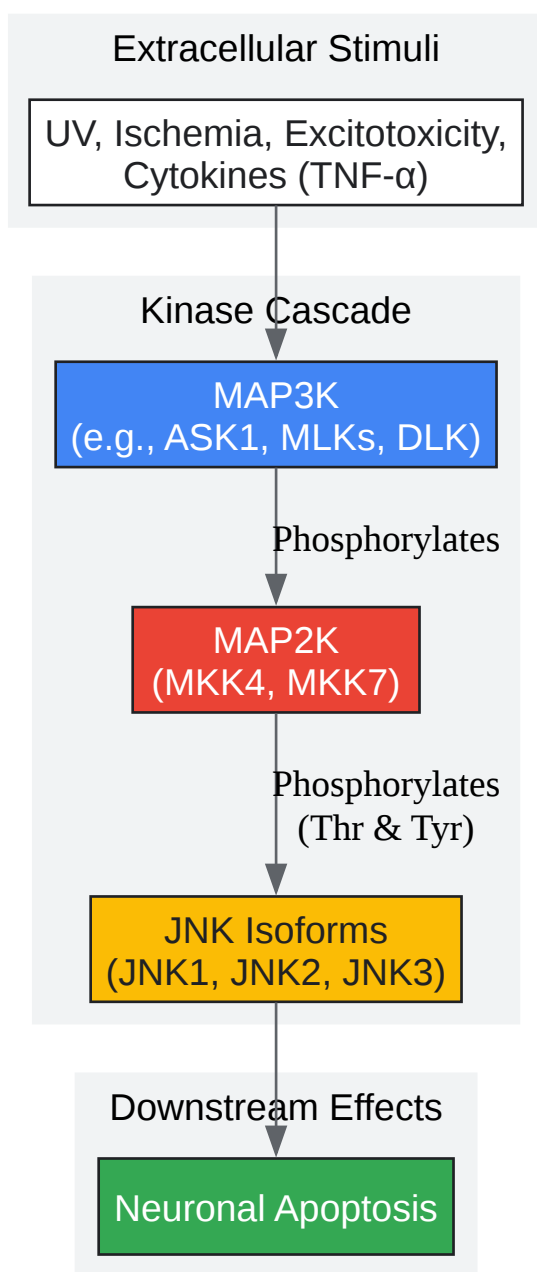 Extracellular Stimuli
UV, Ischemia, Excitotoxicity,
Cytokines (TNF-α)
Kinase Cascade
MAP3K
(e.g., ASK1, MLKs, DLK)
Phosphorylates
MAP2K
(MKK4, MKK7)
Phosphorylates
(Thr & Tyr)
JNK Isoforms
(JNK1, JNK2, JNK3)
Downstream Effects
Neuronal Apoptosis